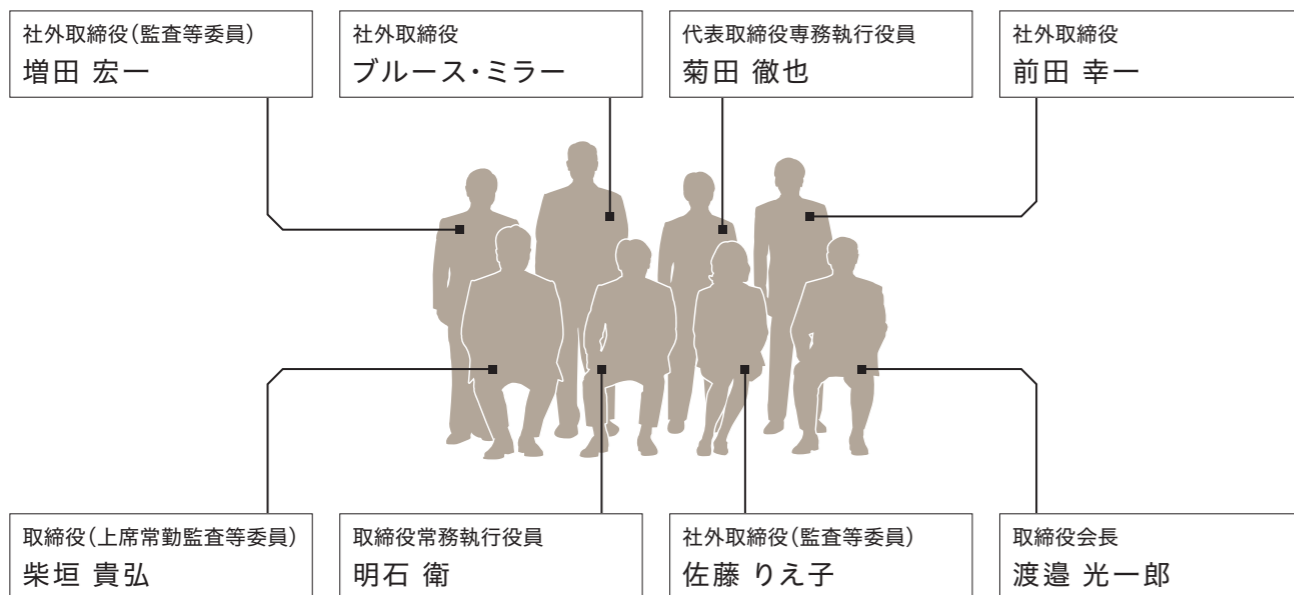 社外取締役(監査等委員)
増田 宏一
社外取締役
ブルース・ミラー
代表取締役専務執行役員
菊田 徹也
社外取締役
前田 幸一
取締役(上席常勤監査等委員)
柴垣 貴弘
取締役常務執行役員
明石 衛
社外取締役(監査等委員)
佐藤 りえ子
取締役会長
渡邉 光一郎